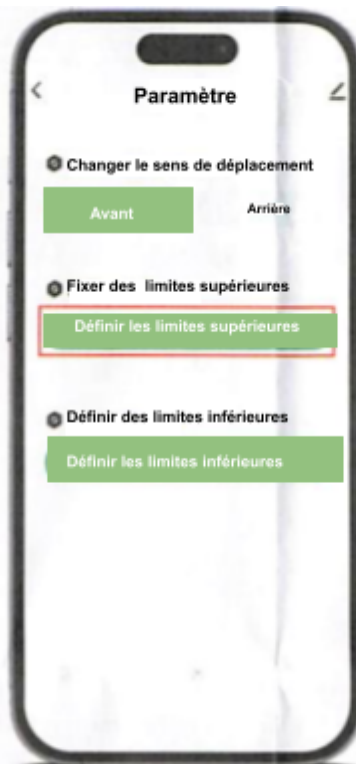 Paramètre
Changer le sens de déplacement
Avant Arrière
Fixer des limites supérieures
Définir les limites supérieures
Définir des limites inférieures
Définir les limites inférieures